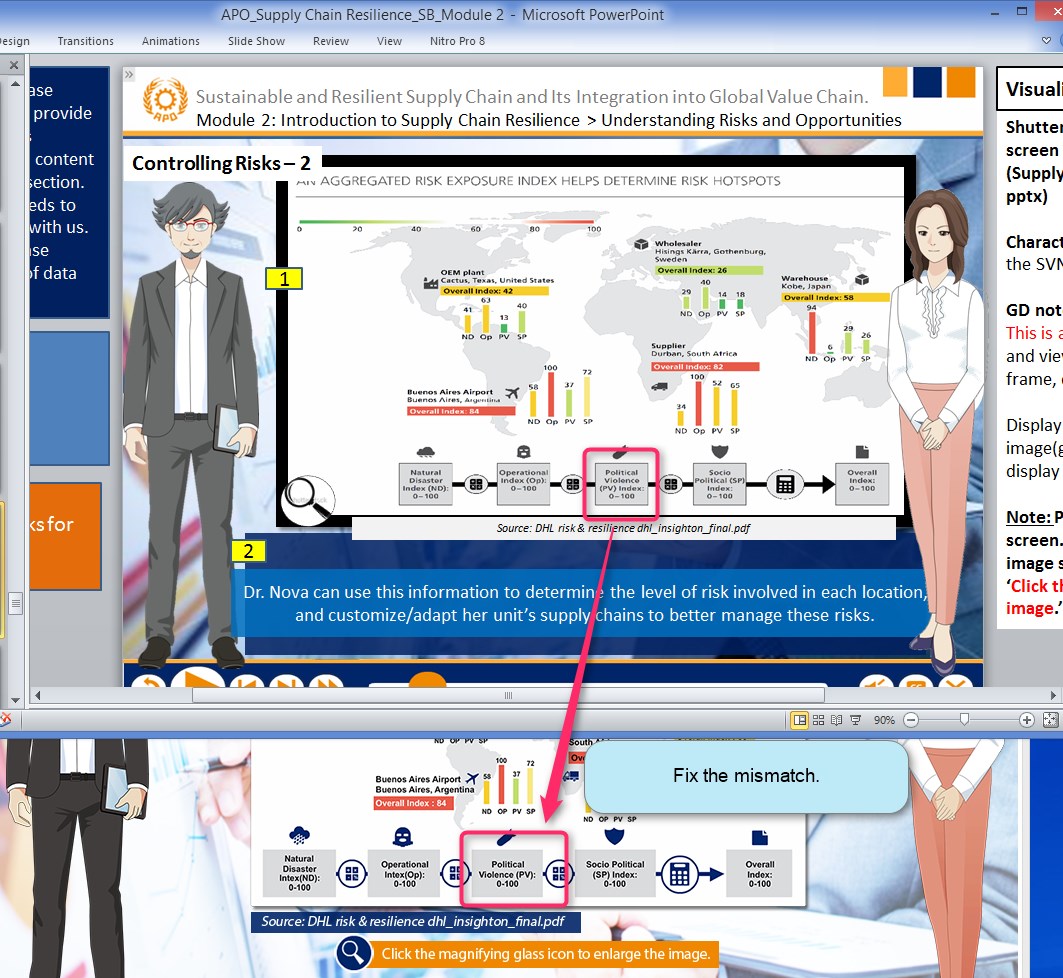 APO_Supply Chain Resilience_SB_Module 2 - Microsoft PowerPoint
Transitions Animations Slide Show Review View Nitro Pro 8
provide
content
section.
with us.
of data
Sustainable and Resilient Supply Chain and Its Integration into Global Value Chain.
APO
Module 2: Introduction to Supply Chain Resilience > Understanding Risks and Opportunities
Controlling Risks – 2
AN AGGREGATED RISK EXPOSURE INDEX HELPS DETERMINE RISK HOTSPOTS
0 20 40 60 80 100
1
OEM plant
Cactus, Texas, United States
Overall Index: 42
41 63 13 40
ND Op PV SP
Wholesaler
Hisings Kärra, Gothenburg,
Sweden
Overall Index: 26
29 40 14 18
ND Op PV SP
Warehouse
Kobe, Japan
Overall Index: 58
94 6 29 26
ND Op PV SP
Buenos Aires Airport
Buenos Aires, Argentina
Overall Index: 84
58 100 37 72
ND Op PV SP
Supplier
Durban, South Africa
Overall Index: 82
34 100 52 65
ND Op PV SP
Natural
Disaster
Index (ND):
0~100
Operational
Index (Op):
0~100
Political
Violence
(PV) Index:
0~100
Socio
Political (SP)
Index:
0~100
Overall
Index:
0~100
Source: DHL risk & resilience dhl_insighton_final.pdf
2
Dr. Nova can use this information to determine the level of risk involved in each location,
and customize/adapt her unit's supply chains to better manage these risks.
screen
(Supply
pptx)
the SVN
GD not
This is a
and view
frame,
Display
image(g
display
Note: P
screen.
image s
'Click th
image.'
90%
ND OP PV SP
Buenos Aires Airport
Buenos Aires, Argentina
Overall Index : 84
58 100 37 72
ND OP PV SP
ND OP PV SP
Fix the mismatch.
Natural
Disaster
Intex(ND):
0-100
Operational
Intex(Op):
0-100
Political
Violence (PV):
0-100
Socio Political
(SP) Index:
0-100
Overall
Index:
0-100
Source: DHL risk & resilience dhl_insighton_final.pdf
Click the magnifying glass icon to enlarge the image.